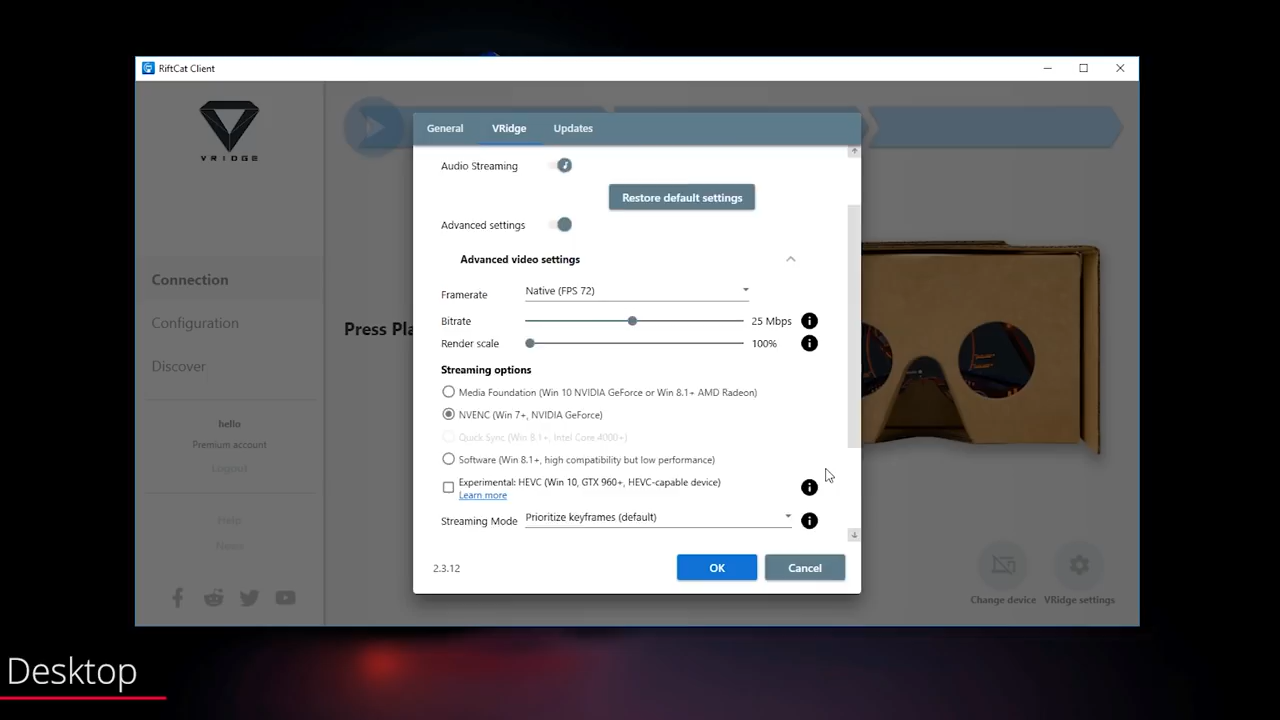 RiftCat Client
VRIDGE
Connection
Configuration
Discover
hello
Premium account
Logout
Help
News
Press Pla
General
VRidge
Updates
Audio Streaming
Restore default settings
Advanced settings
Advanced video settings
Framerate
Native (FPS 72)
Bitrate
25 Mbps
Render scale
100%
Streaming options
Media Foundation (Win 10 NVIDIA GeForce or Win 8.1+ AMD Radeon)
NVENC (Win 7+, NVIDIA GeForce)
Quick Sync (Win 8.1+, Intel Core 4000+)
Software (Win 8.1+, high compatibility but low performance)
Experimental: HEVC (Win 10, GTX 960+, HEVC-capable device)
Learn more
Streaming Mode
Prioritize keyframes (default)
2.3.12
OK
Cancel
Change device
VRidge settings
Desktop